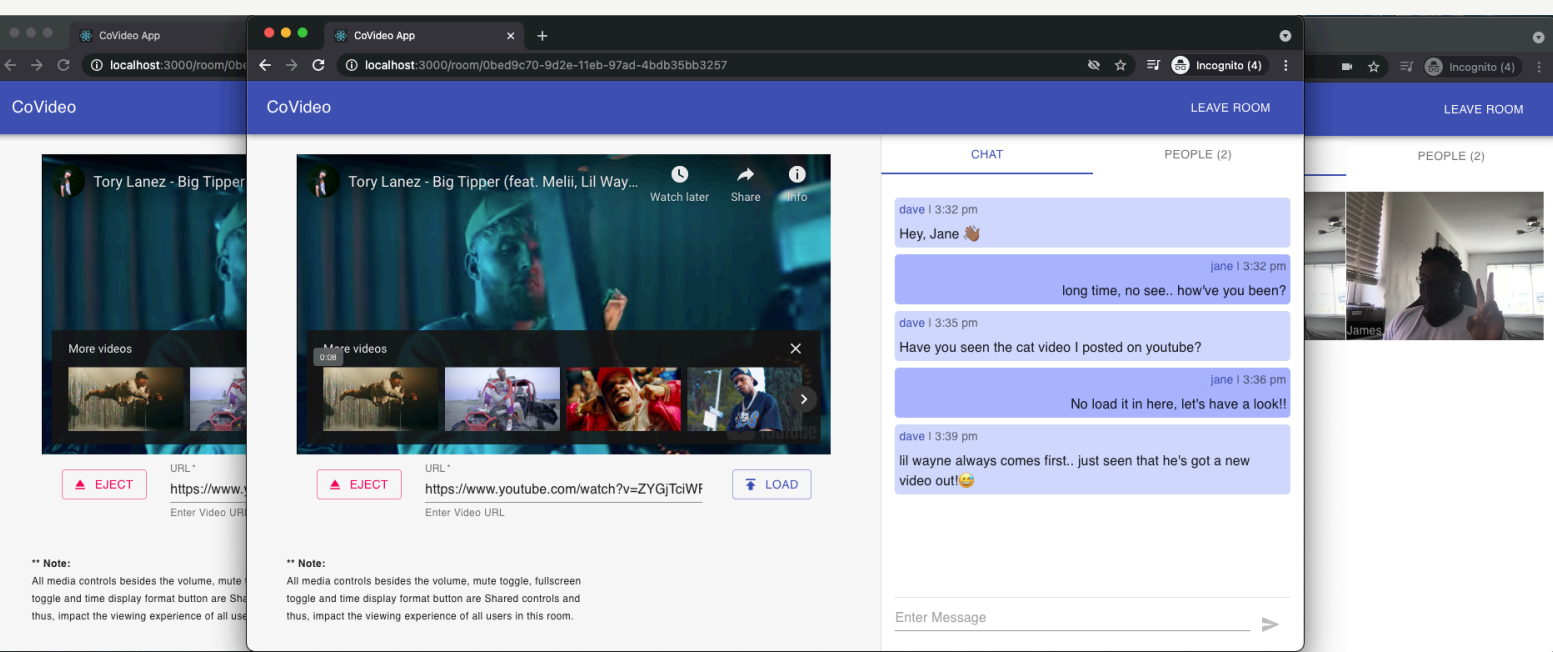 CoVideo App
localhost:3000/room/0be
CoVideo
Tory Lanez - Big Tipper
More videos
EJECT
URL *
https://www.y
Enter Video UR
** Note:
All media controls besides the volume, mute
toggle and time display format button are Sha
thus, impact the viewing experience of all use
CoVideo App
localhost:3000/room/0bed9c70-9d2e-11eb-97ad-4bdb35bb3257
Incognito (4)
CoVideo
LEAVE ROOM
Tory Lanez - Big Tipper (feat. Melii, Lil Way...
Watch later
Share
Info
More videos
0:08
YouTube
EJECT
URL *
https://www.youtube.com/watch?v=ZYGjTciWF
Enter Video URL
LOAD
** Note:
All media controls besides the volume, mute toggle, fullscreen
toggle and time display format button are Shared controls and
thus, impact the viewing experience of all users in this room.
CHAT
PEOPLE (2)
dave | 3:32 pm
Hey, Jane 👋🏾
jane | 3:32 pm
long time, no see.. how've you been?
dave | 3:35 pm
Have you seen the cat video I posted on youtube?
jane | 3:36 pm
No load it in here, let's have a look!!
dave | 3:39 pm
lil wayne always comes first.. just seen that he's got a new
video out!😅
Enter Message
Incognito (4)
LEAVE ROOM
PEOPLE (2)
James